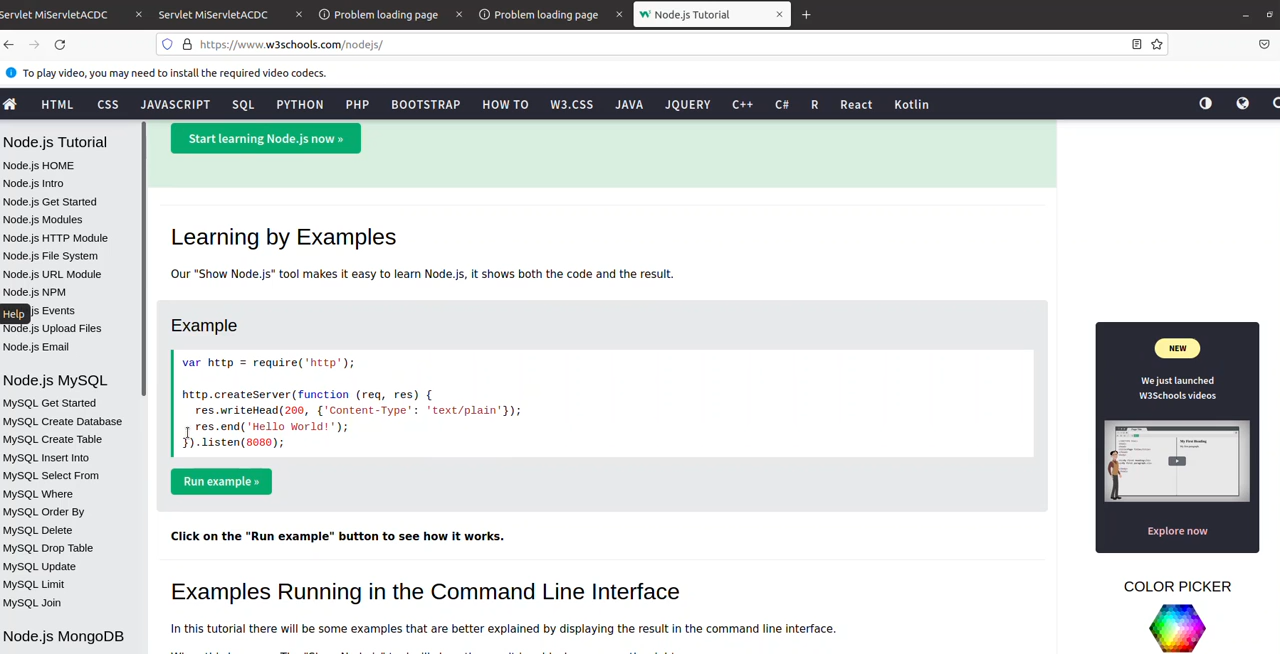 Servlet MiServletACDC
Servlet MiServletACDC
Problem loading page
Problem loading page
Node.js Tutorial
https://www.w3schools.com/nodejs/
To play video, you may need to install the required video codecs.
HTML CSS JAVASCRIPT SQL PYTHON PHP BOOTSTRAP HOW TO W3.CSS JAVA JQUERY C++ C# R React Kotlin
Node.js Tutorial
Node.js HOME
Node.js Intro
Node.js Get Started
Node.js Modules
Node.js HTTP Module
Node.js File System
Node.js URL Module
Node.js NPM
Help
js Events
Node.js Upload Files
Node.js Email
Node.js MySQL
MySQL Get Started
MySQL Create Database
MySQL Create Table
MySQL Insert Into
MySQL Select From
MySQL Where
MySQL Order By
MySQL Delete
MySQL Drop Table
MySQL Update
MySQL Limit
MySQL Join
Node.js MongoDB
Start learning Node.js now »
Learning by Examples
Our "Show Node.js" tool makes it easy to learn Node.js, it shows both the code and the result.
Example
var http = require('http');
http.createServer(function (req, res) {
res.writeHead(200, {'Content-Type': 'text/plain'});
res.end('Hello World!');
}).listen(8080);
Run example »
Click on the "Run example" button to see how it works.
Examples Running in the Command Line Interface
In this tutorial there will be some examples that are better explained by displaying the result in the command line interface.
NEW
We just launched
W3Schools videos
My First Heading
Explore now
COLOR PICKER